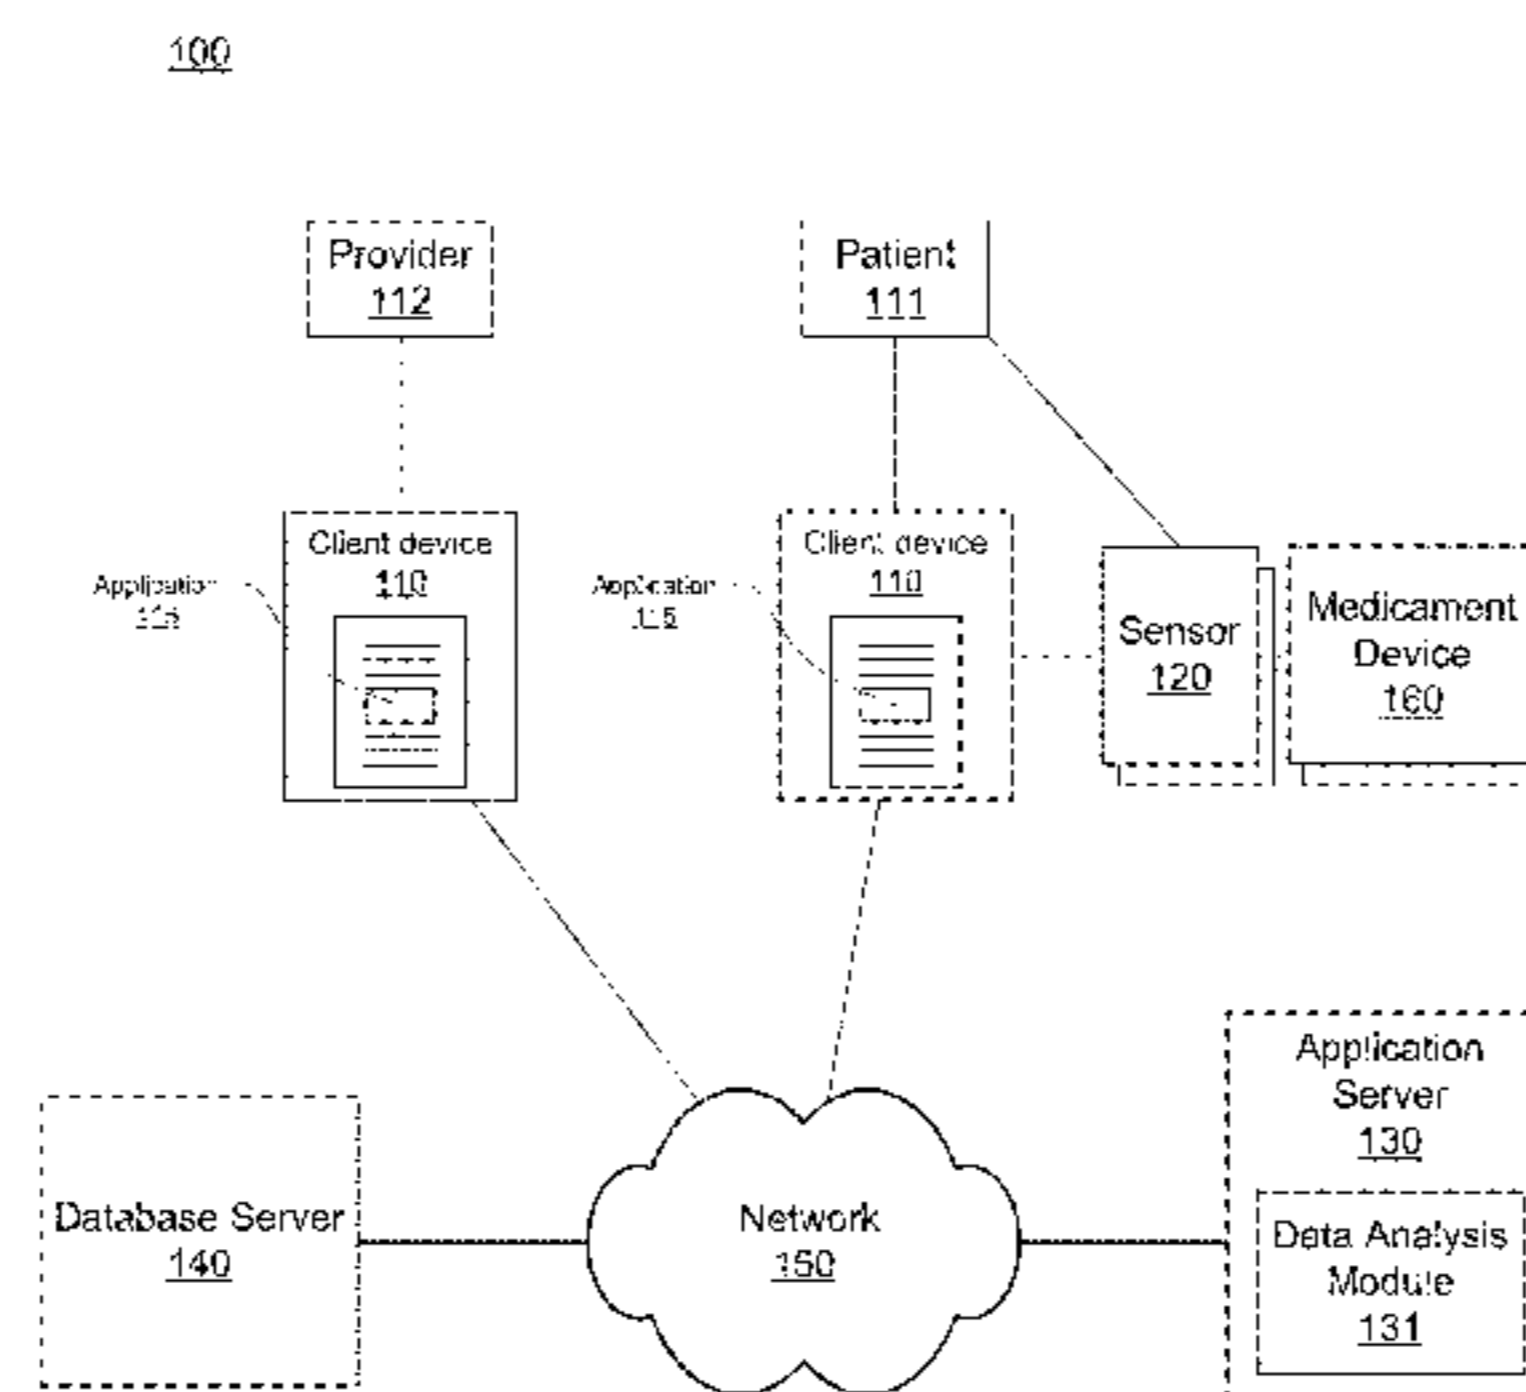 100
Provider
112
Patient
111
Client device
110
Application
115
Client device
110
Application
115
Sensor
120
Medicament
Device
160
Application
Server
130
Data Analysis
Module
131
Database Server
140
Network
150